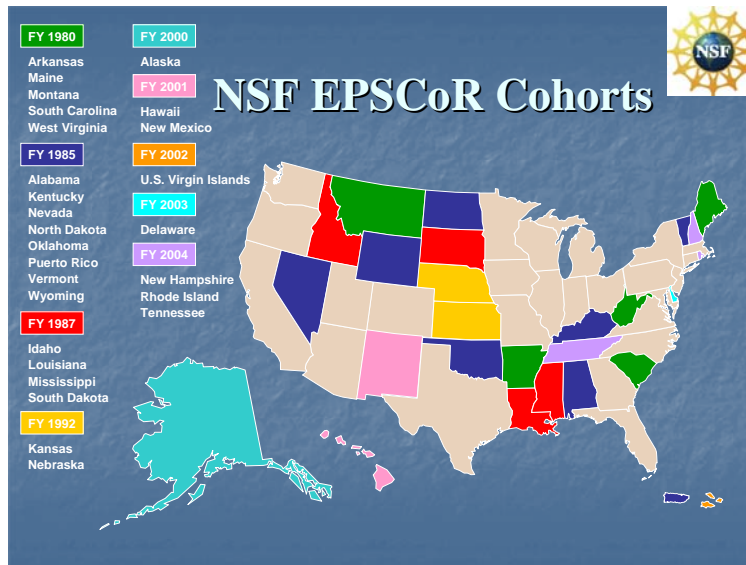 FY 1980
Arkansas
Maine
Montana
South Carolina
West Virginia
FY 1985
Alabama
Kentucky
Nevada
North Dakota
Oklahoma
Puerto Rico
Vermont
Wyoming
FY 1987
Idaho
Louisiana
Mississippi
South Dakota
FY 1992
Kansas
Nebraska
FY 2000
Alaska
FY 2001
Hawaii
New Mexico
FY 2002
U.S. Virgin Islands
FY 2003
Delaware
FY 2004
New Hampshire
Rhode Island
Tennessee
NSF EPSCoR Cohorts
NSF